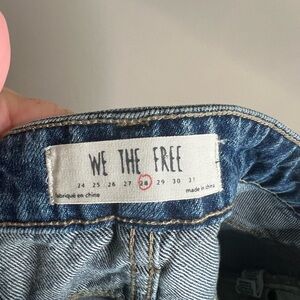 WE THE FREE
24 25 26 27 28 29 30 31
fabriqué en chine made in china